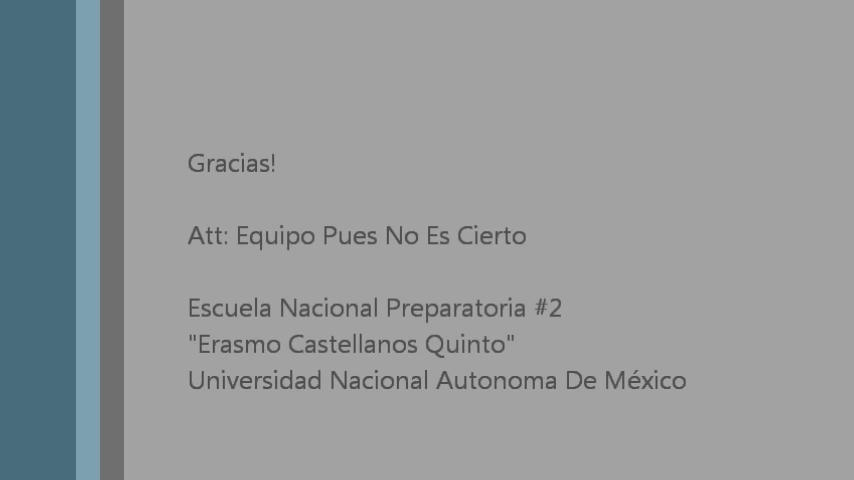 Gracias!
Att: Equipo Pues No Es Cierto
Escuela Nacional Preparatoria #2
"Erasmo Castellanos Quinto"
Universidad Nacional Autonoma De México